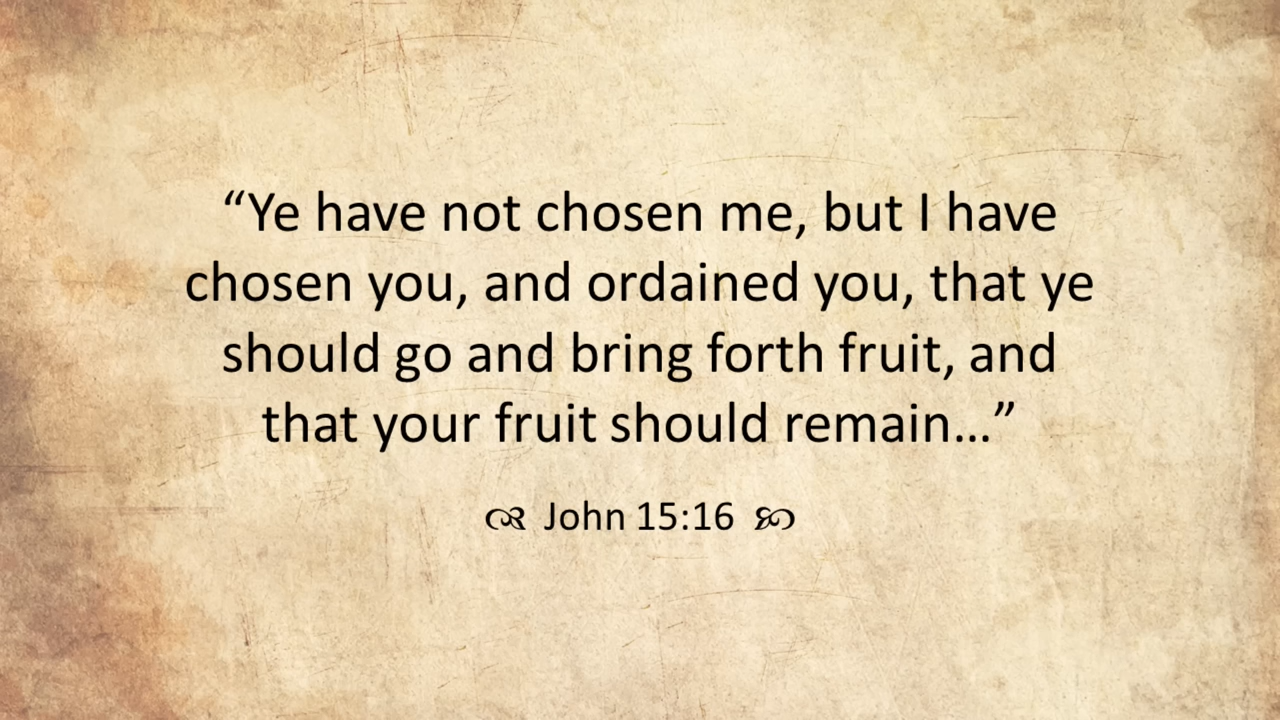 “Ye have not chosen me, but I have
chosen you, and ordained you, that ye
should go and bring forth fruit, and
that your fruit should remain…”
John 15:16